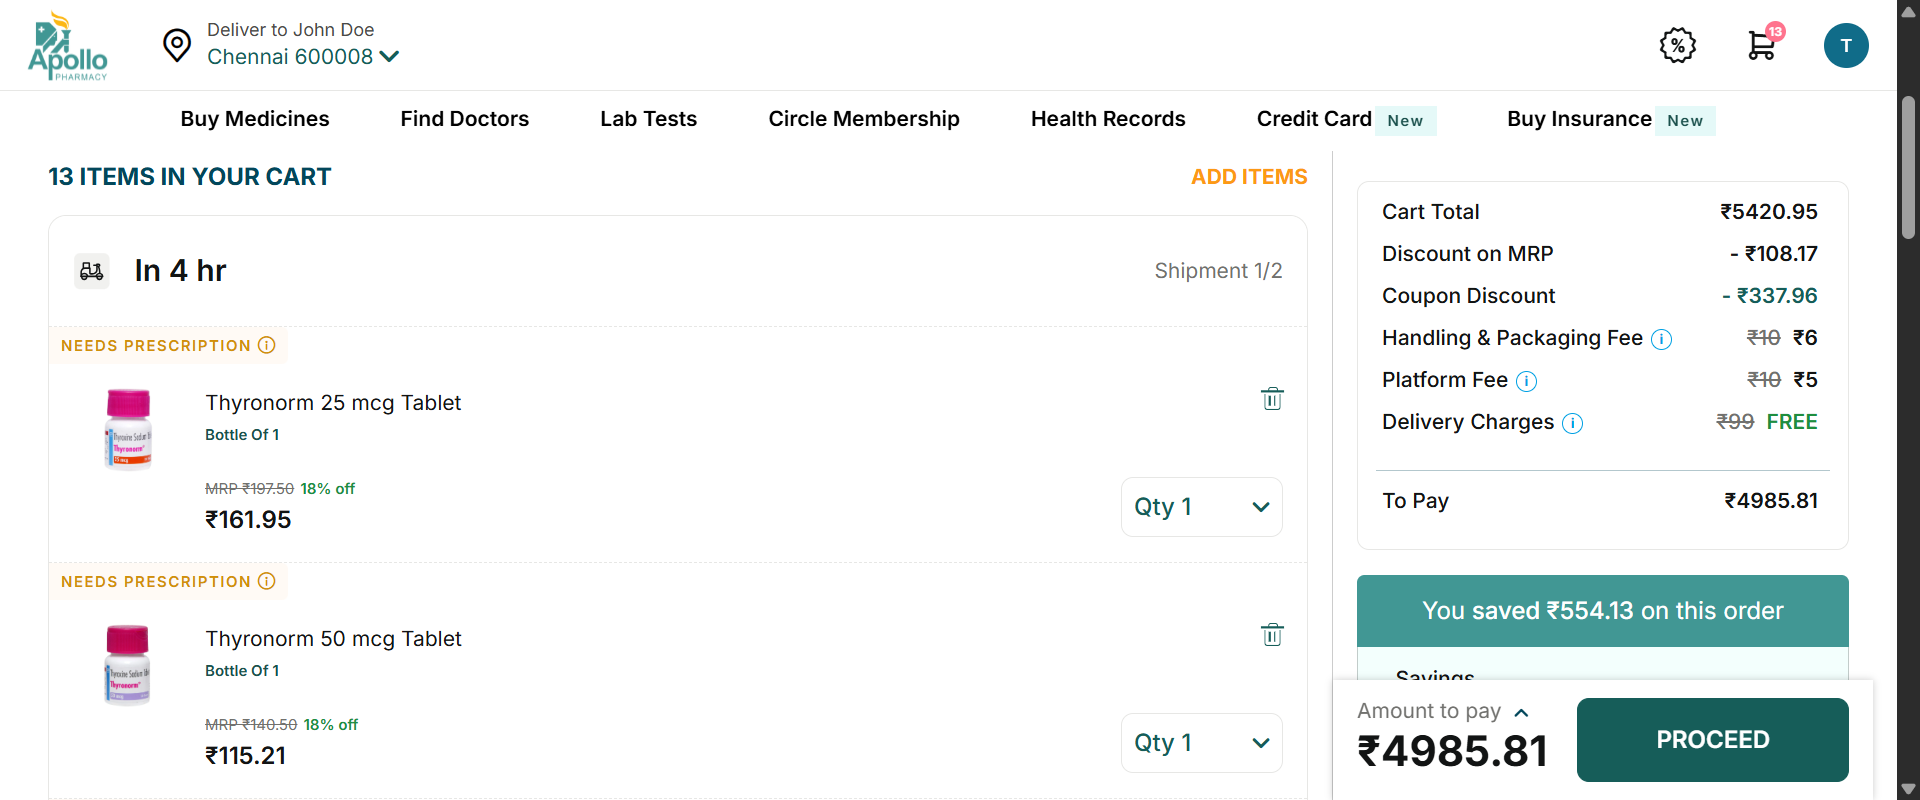 Apollo
PHARMACY
Deliver to John Doe
Chennai 600008
%
13
T
Buy Medicines
Find Doctors
Lab Tests
Circle Membership
Health Records
Credit Card New
Buy Insurance New
13 ITEMS IN YOUR CART
ADD ITEMS
In 4 hr
Shipment 1/2
NEEDS PRESCRIPTION
Thyronorm 25 mcg Tablet
Bottle Of 1
MRP ₹197.50 18% off
₹161.95
Qty 1
NEEDS PRESCRIPTION
Thyronorm 50 mcg Tablet
Bottle Of 1
MRP ₹140.50 18% off
₹115.21
Qty 1
Cart Total ₹5420.95
Discount on MRP - ₹108.17
Coupon Discount - ₹337.96
Handling & Packaging Fee ₹10 ₹6
Platform Fee ₹10 ₹5
Delivery Charges ₹99 FREE
To Pay ₹4985.81
You saved ₹554.13 on this order
Savings
Amount to pay
₹4985.81
PROCEED